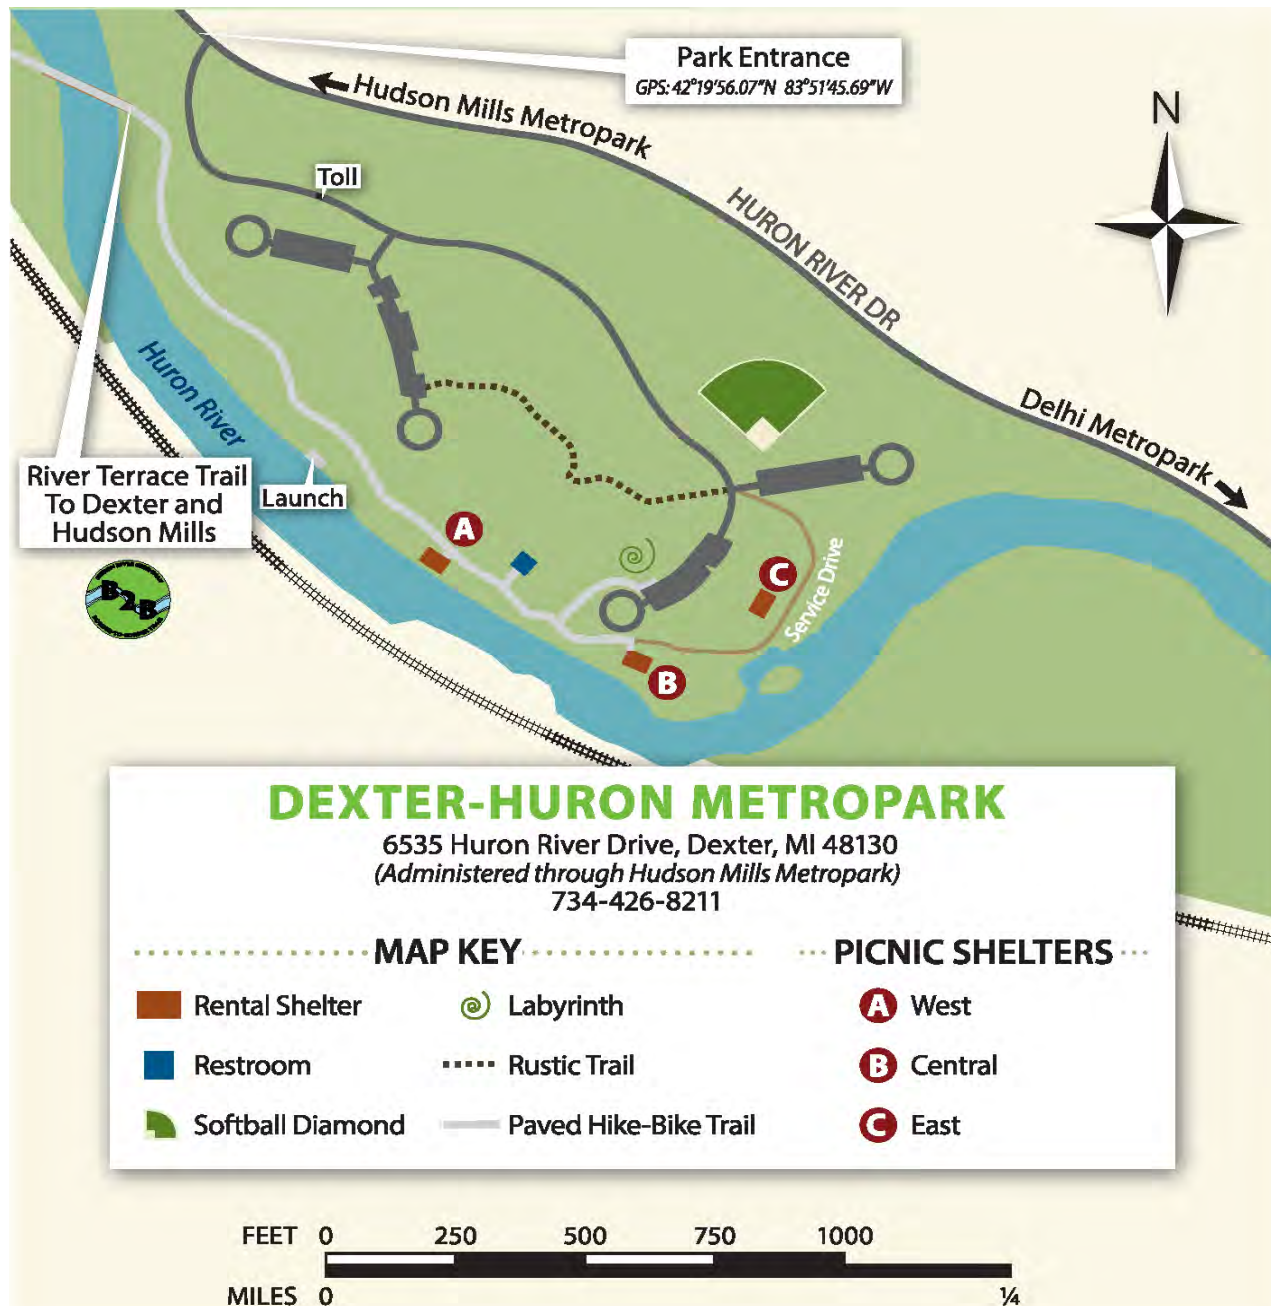 Park Entrance
GPS: 42°19'56.07"N 83°51'45.69"W
Hudson Mills Metropark
N
Toll
HURON RIVER DR
Huron River
Delhi Metropark
River Terrace Trail
To Dexter and
Hudson Mills
Launch
A
C
Service Drive
B2B
B
DEXTER-HURON METROPARK
6535 Huron River Drive, Dexter, MI 48130
(Administered through Hudson Mills Metropark)
734-426-8211
MAP KEY
Rental Shelter
Labyrinth
Restroom
Rustic Trail
Softball Diamond
Paved Hike-Bike Trail
PICNIC SHELTERS
A West
B Central
C East
FEET 0 250 500 750 1000
MILES 0 ¼